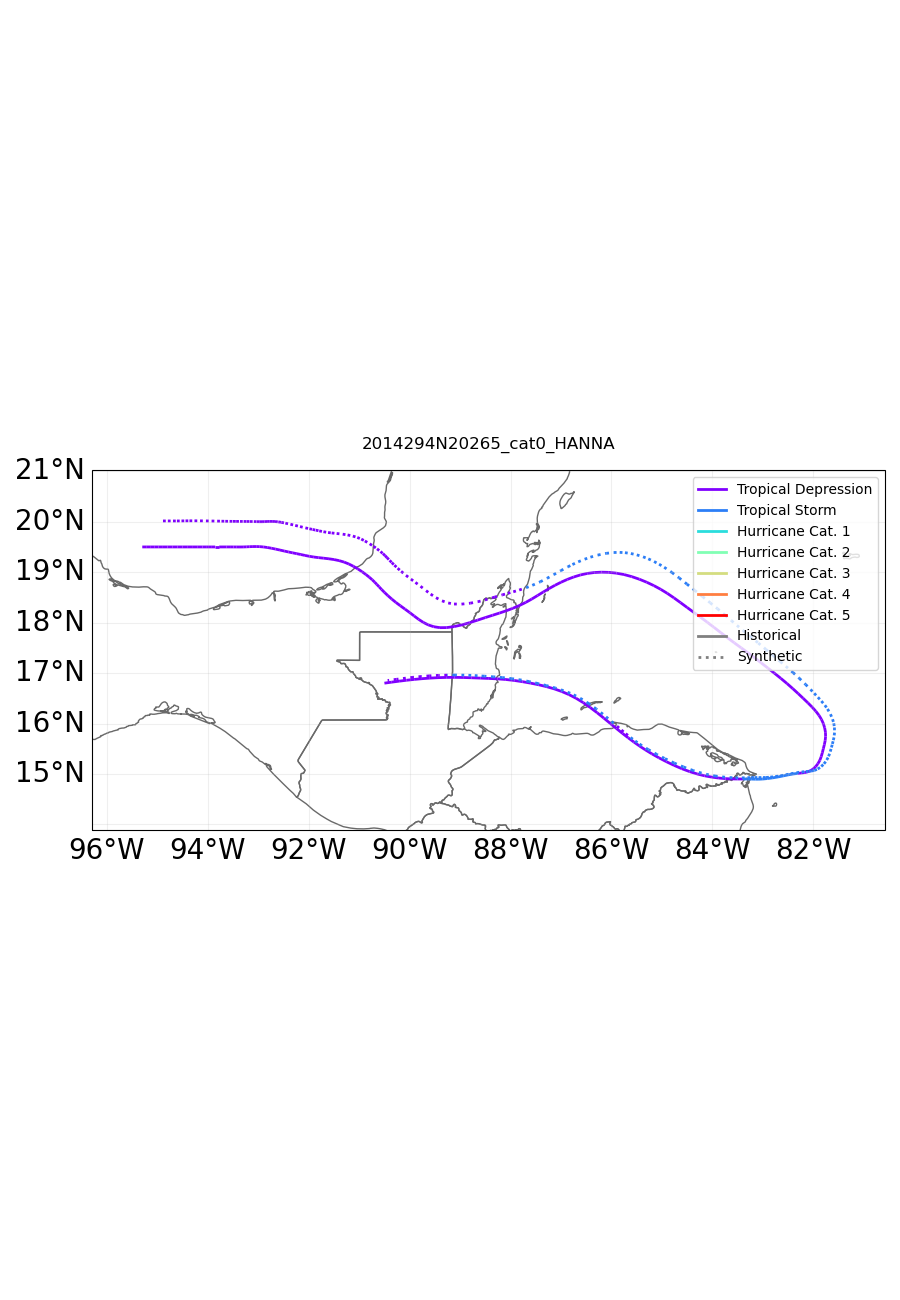 2014294N20265_cat0_HANNA
21°N
20°N
19°N
18°N
17°N
16°N
15°N
96°W 94°W 92°W 90°W 88°W 86°W 84°W 82°W
Tropical Depression
Tropical Storm
Hurricane Cat. 1
Hurricane Cat. 2
Hurricane Cat. 3
Hurricane Cat. 4
Hurricane Cat. 5
Historical
Synthetic